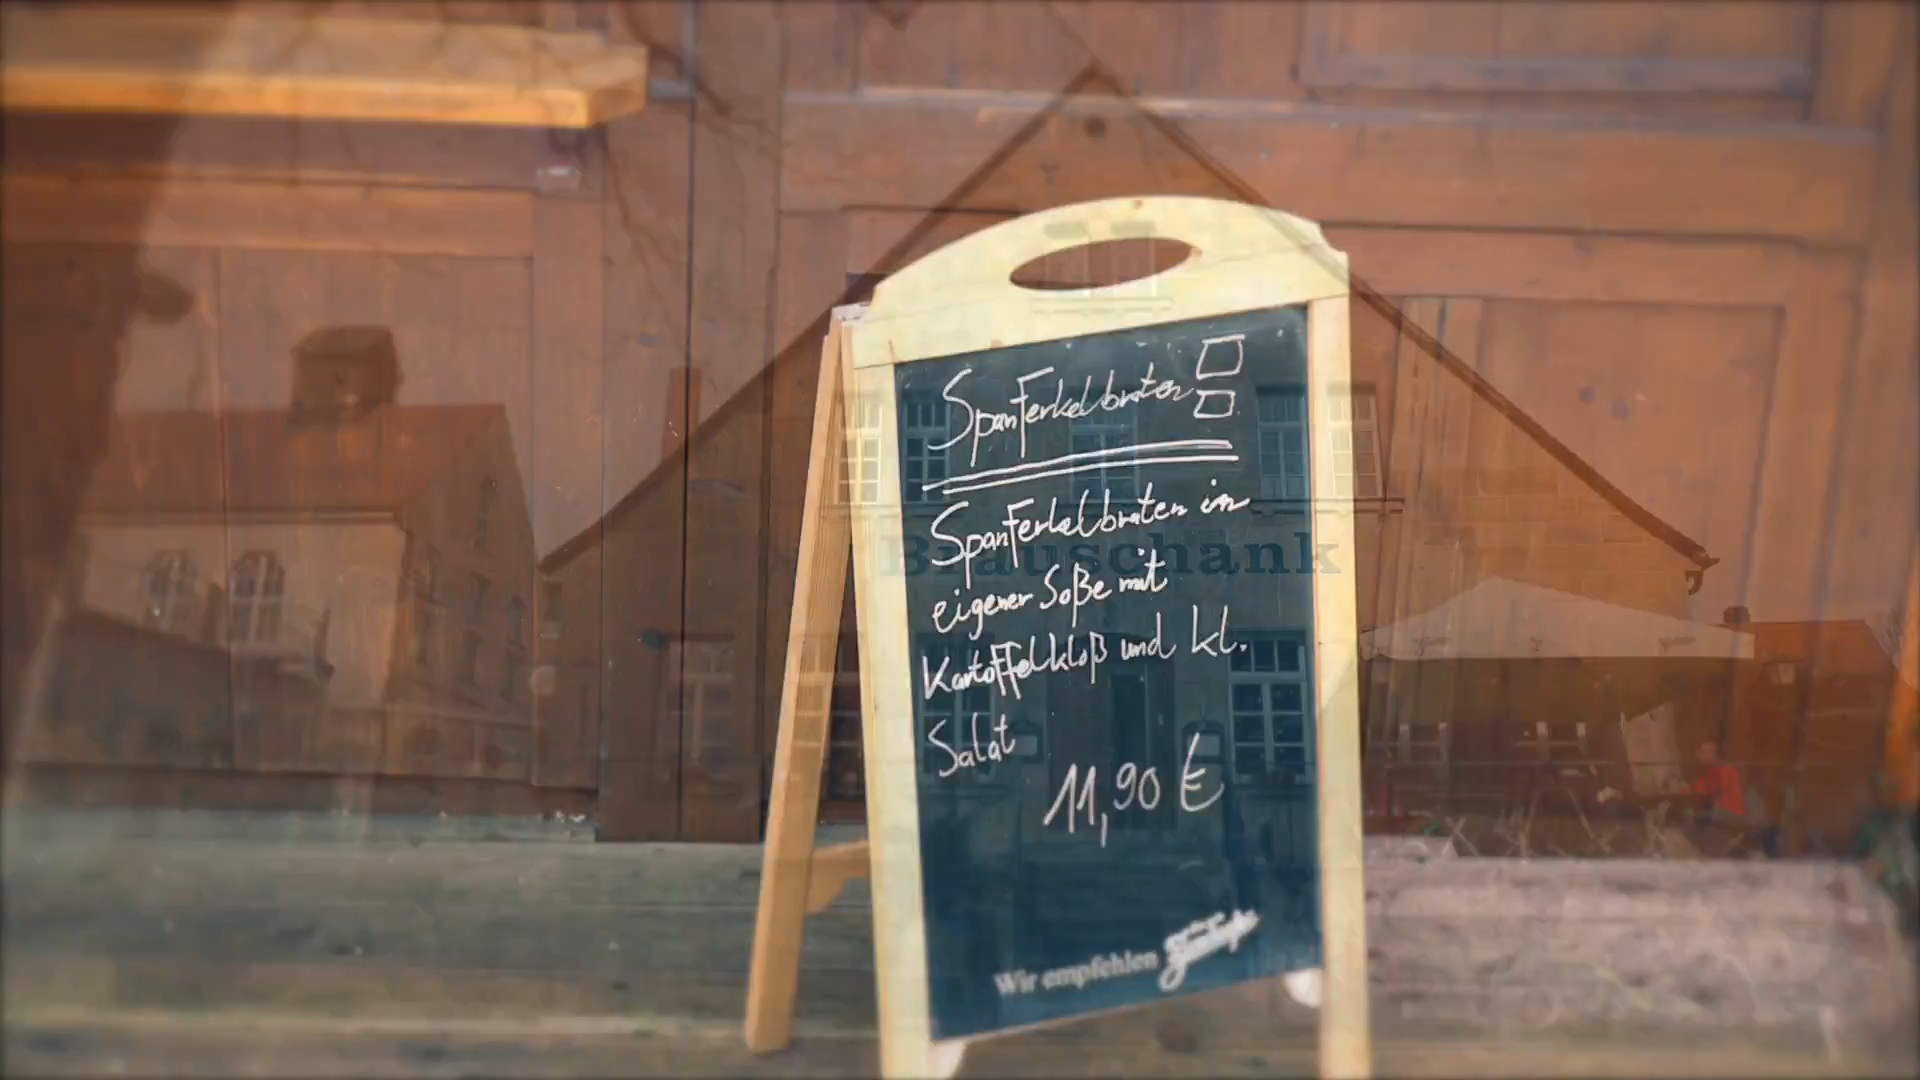 Spanferkelbraten
Spanferkelbraten in
eigener Soße mit
Kartoffelkloß und kl.
Salat
11,90 €
Wir empfehlen
Brauschank